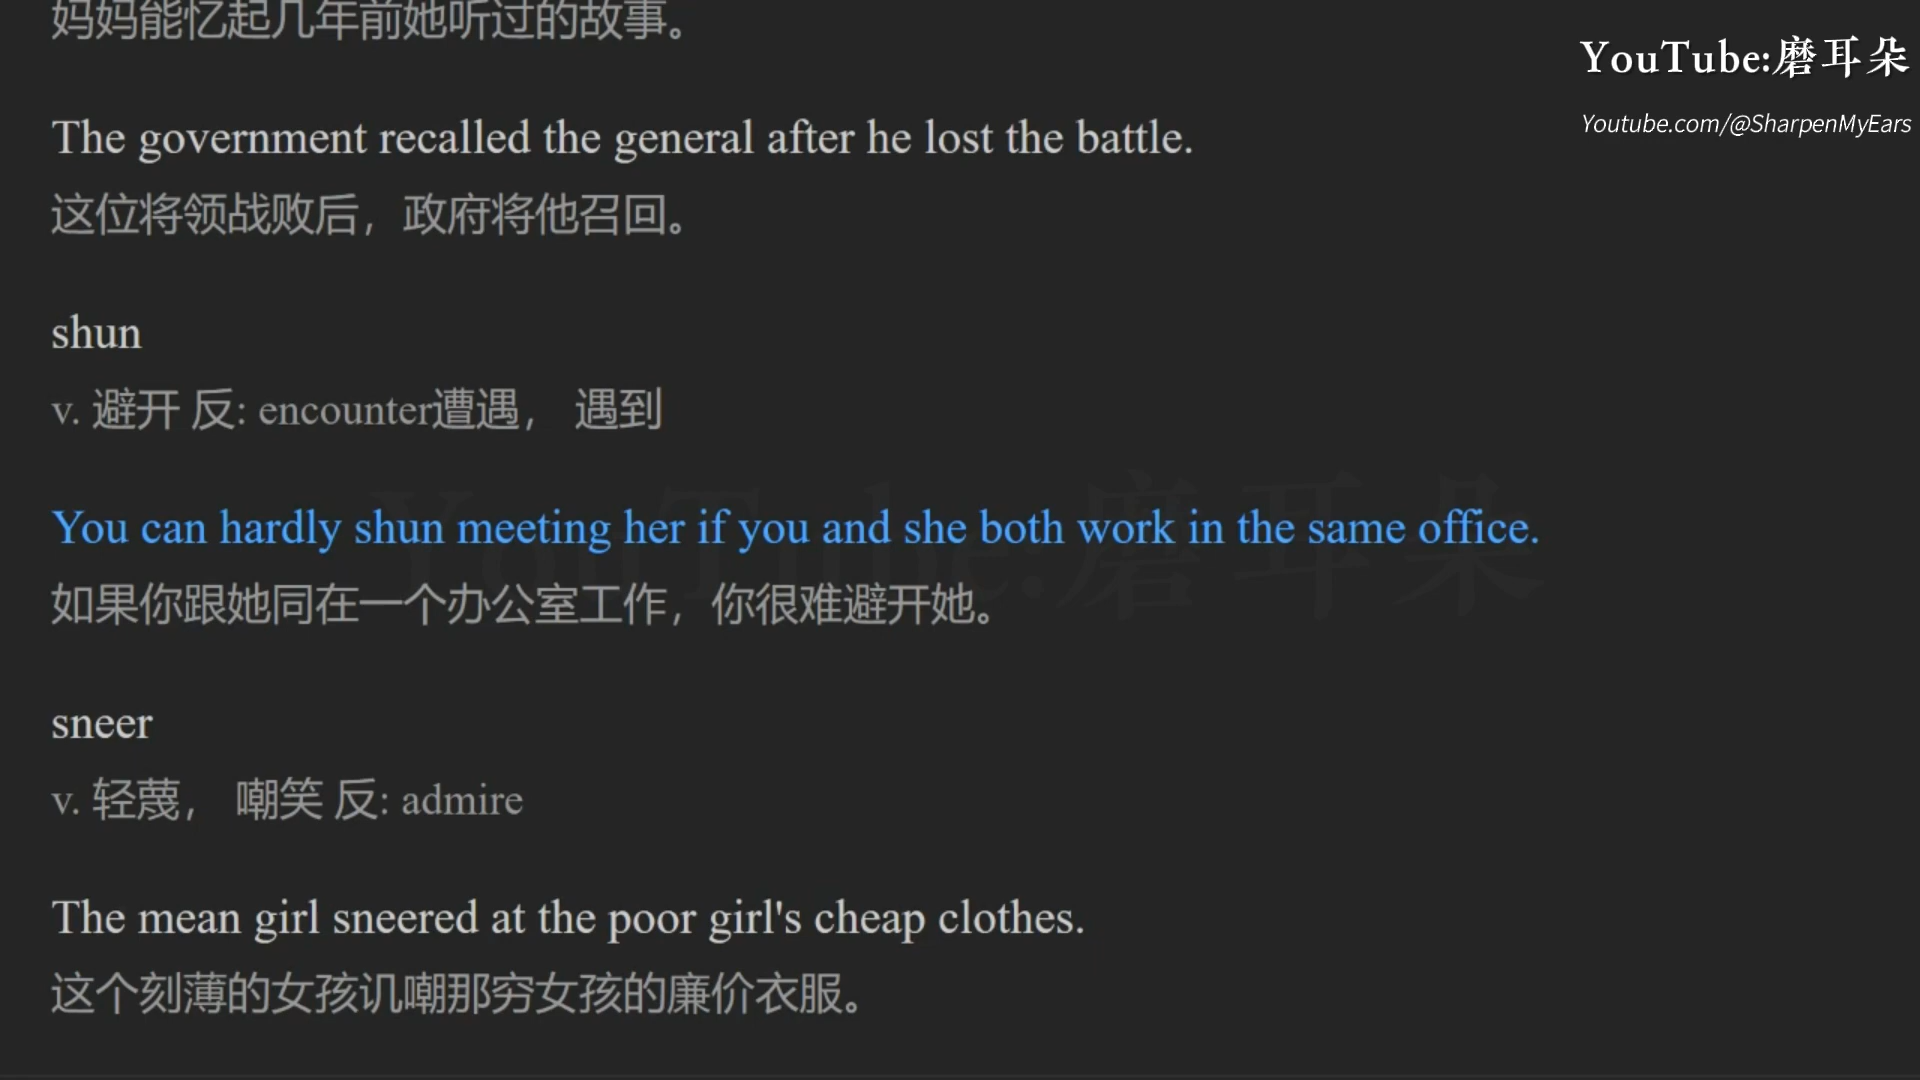 妈妈能忆起几年前她听过的故事。
YouTube:磨耳朵
Youtube.com/@SharpenMyEars
The government recalled the general after he lost the battle.
这位将领战败后，政府将他召回。
shun
v. 避开 反: encounter遭遇， 遇到
You can hardly shun meeting her if you and she both work in the same office.
如果你跟她同在一个办公室工作，你很难避开她。
YouTube:磨耳朵
sneer
v. 轻蔑， 嘲笑 反: admire
The mean girl sneered at the poor girl's cheap clothes.
这个刻薄的女孩讥嘲那穷女孩的廉价衣服。